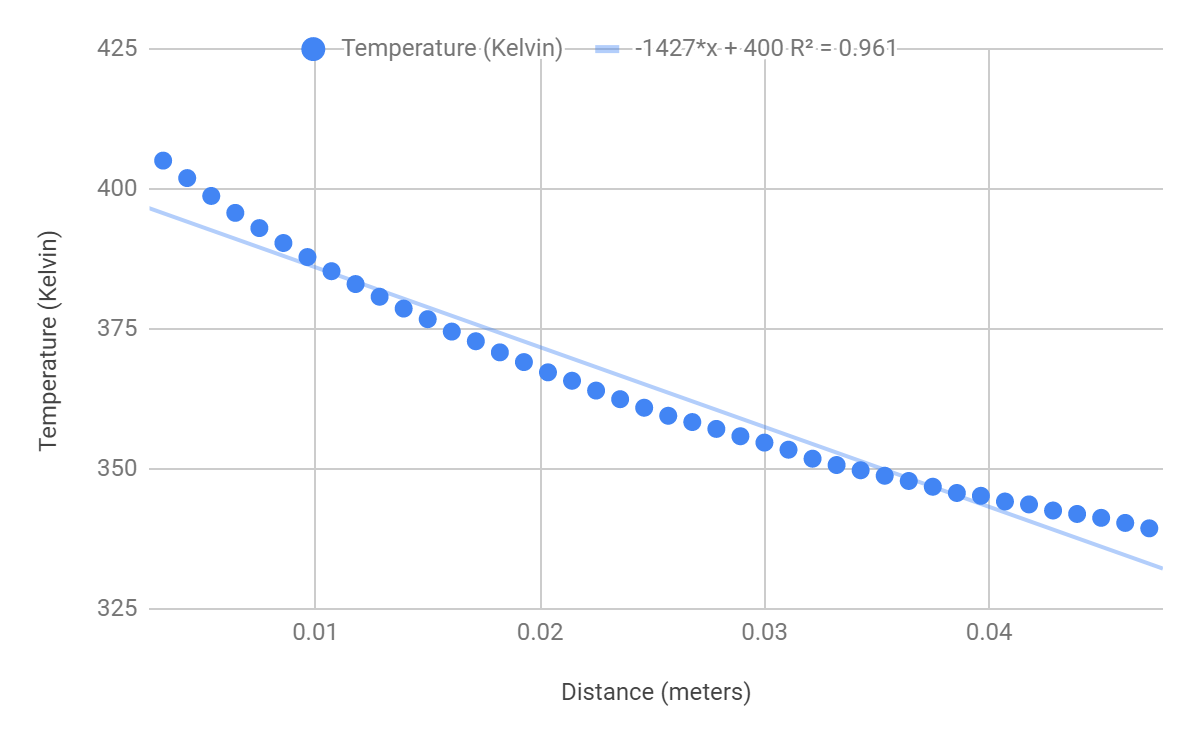 Temperature (Kelvin) -1427*x + 400 R² = 0.961
425
400
375
350
325
Temperature (Kelvin)
0.01 0.02 0.03 0.04
Distance (meters)